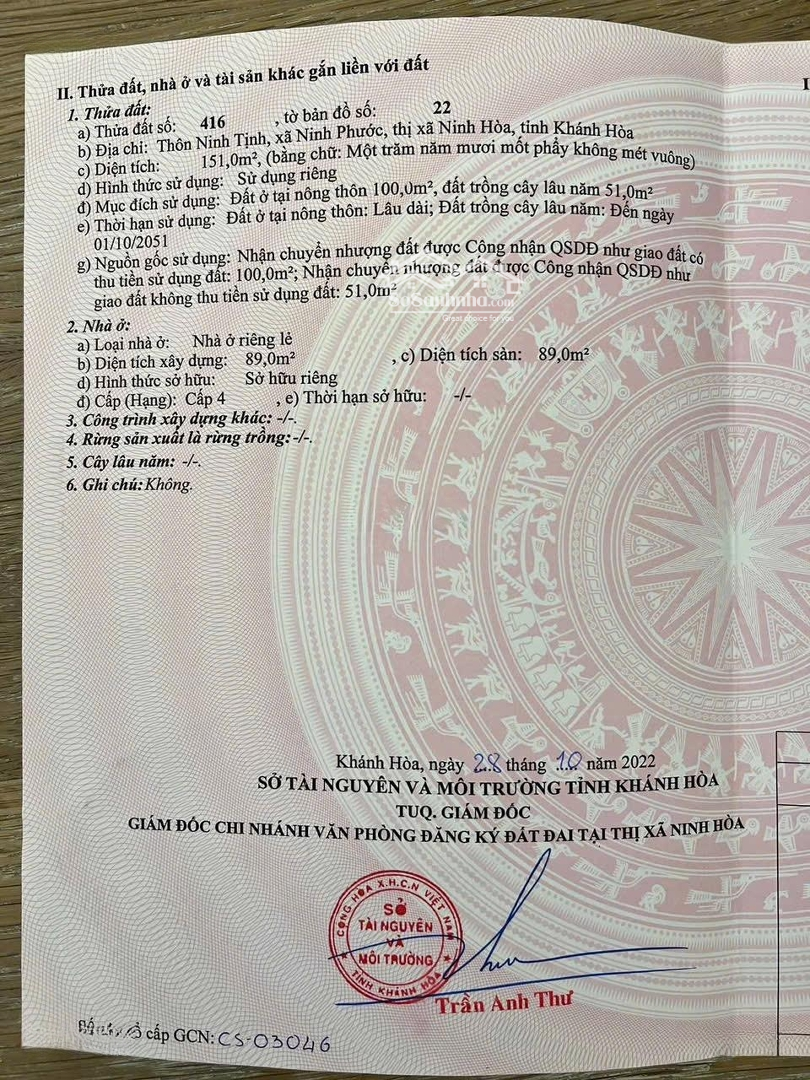 II. Thửa đất, nhà ở và tài sản khác gắn liền với đất
1. Thửa đất:
a) Thửa đất số: 416 , tờ bản đồ số: 22
b) Địa chỉ: Thôn Ninh Tịnh, xã Ninh Phước, thị xã Ninh Hòa, tỉnh Khánh Hòa
c) Diện tích: 151,0m², (bằng chữ: Một trăm năm mươi mốt phẩy không mét vuông)
d) Hình thức sử dụng: Sử dụng riêng
đ) Mục đích sử dụng: Đất ở tại nông thôn 100,0m², đất trồng cây lâu năm 51,0m²
e) Thời hạn sử dụng: Đất ở tại nông thôn: Lâu dài; Đất trồng cây lâu năm: Đến ngày
01/10/2051
g) Nguồn gốc sử dụng: Nhận chuyển nhượng đất được Công nhận QSDĐ như giao đất có
thu tiền sử dụng đất: 100,0m²; Nhận chuyển nhượng đất được Công nhận QSDĐ như
giao đất không thu tiền sử dụng đất: 51,0m²
Great choice for you
2. Nhà ở:
a) Loại nhà ở: Nhà ở riêng lẻ
b) Diện tích xây dựng: 89,0m² , c) Diện tích sàn: 89,0m²
d) Hình thức sở hữu: Sở hữu riêng
đ) Cấp (Hạng): Cấp 4 , e) Thời hạn sở hữu: -/-
3. Công trình xây dựng khác: -/-.
4. Rừng sản xuất là rừng trồng: -/-.
5. Cây lâu năm: -/-.
6. Ghi chú: Không.
Khánh Hòa, ngày 28 tháng 10 năm 2022
SỞ TÀI NGUYÊN VÀ MÔI TRƯỜNG TỈNH KHÁNH HÒA
TUQ. GIÁM ĐỐC
GIÁM ĐỐC CHI NHÁNH VĂN PHÒNG ĐĂNG KÝ ĐẤT ĐAI TẠI THỊ XÃ NINH HÒA
CỘNG HÒA X.H.C.N VIỆT NAM
SỞ
TÀI NGUYÊN
VÀ
MÔI TRƯỜNG
TỈNH KHÁNH HÒA
Trần Anh Thư
cấp GCN: CS-03046